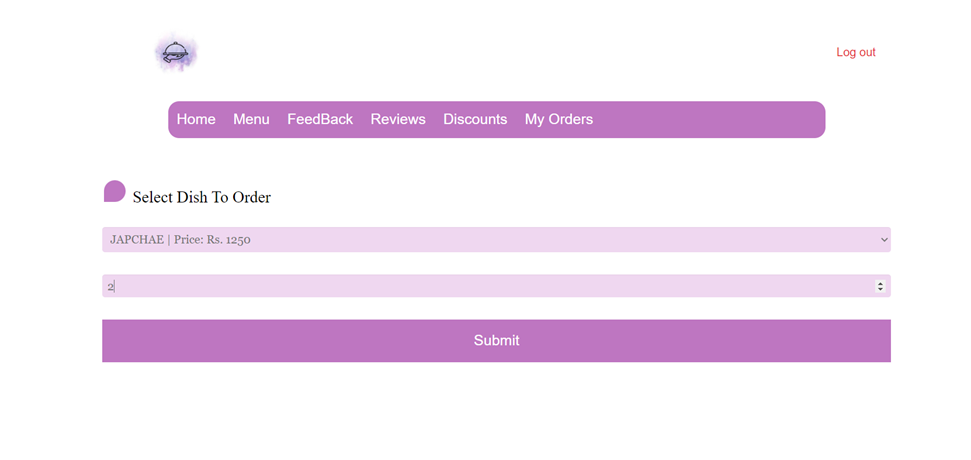 Log out
Home Menu FeedBack Reviews Discounts My Orders
Select Dish To Order
JAPCHAE | Price: Rs. 1250
2
Submit